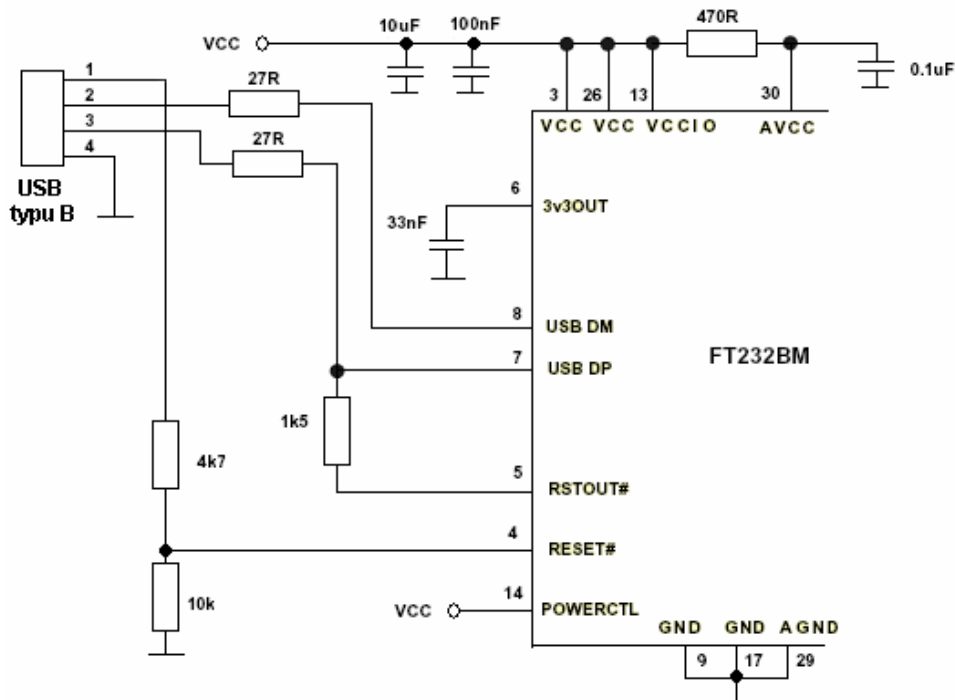 10uF
100nF
470R
VCC
0.1uF
1
2
3
4
27R
27R
USB
typu B
3
26
13
30
VCC
VCC
VCCIO
AVCC
6
3v3OUT
33nF
8
USB DM
7
USB DP
FT232BM
1k5
4k7
5
RSTOUT#
4
RESET#
10k
14
VCC
POWERCTL
GND
GND
AGND
9
17
29